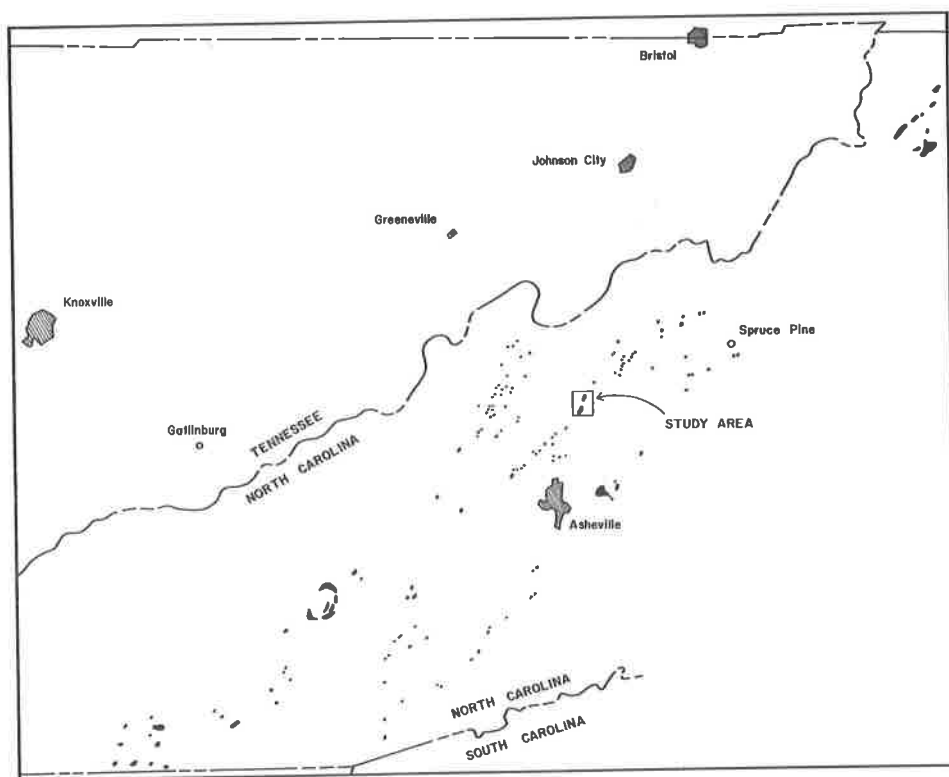 Bristol
Johnson City
Greeneville
Knoxville
Spruce Pine
STUDY AREA
Gatlinburg
TENNESSEE
NORTH CAROLINA
Asheville
NORTH CAROLINA
SOUTH CAROLINA